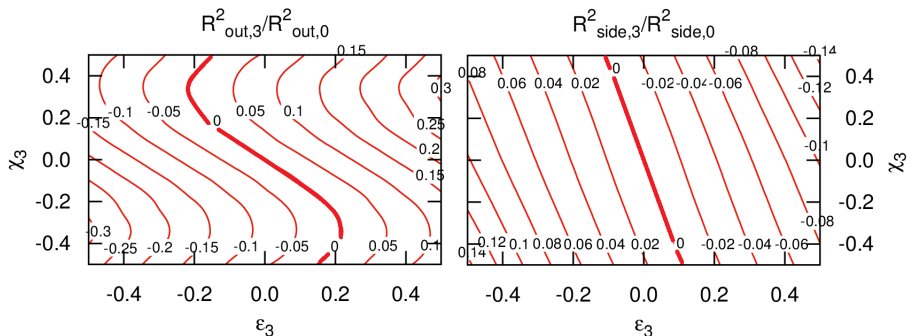 R²out,3/R²out,0
R²side,3/R²side,0
0.15
-0.08 -0.14
0.4 0.2 0.0 -0.2 -0.4
χ3
-0.15 -0.1 -0.05 0 0.05 0.1 0.3
0.25
0.2
0.15
-0.3 -0.25 -0.2 -0.15 -0.1 -0.05 0 0.05 0.1
-0.4 -0.2 0.0 0.2 0.4
ε3
0.08 0.06 0.04 0.02 0 -0.02 -0.04 -0.06 -0.12
-0.1
-0.08
0.14 0.12 0.1 0.08 0.06 0.04 0.02 0 -0.02 -0.04 -0.06
0.4 0.2 0.0 -0.2 -0.4
χ3
-0.4 -0.2 0.0 0.2 0.4
ε3